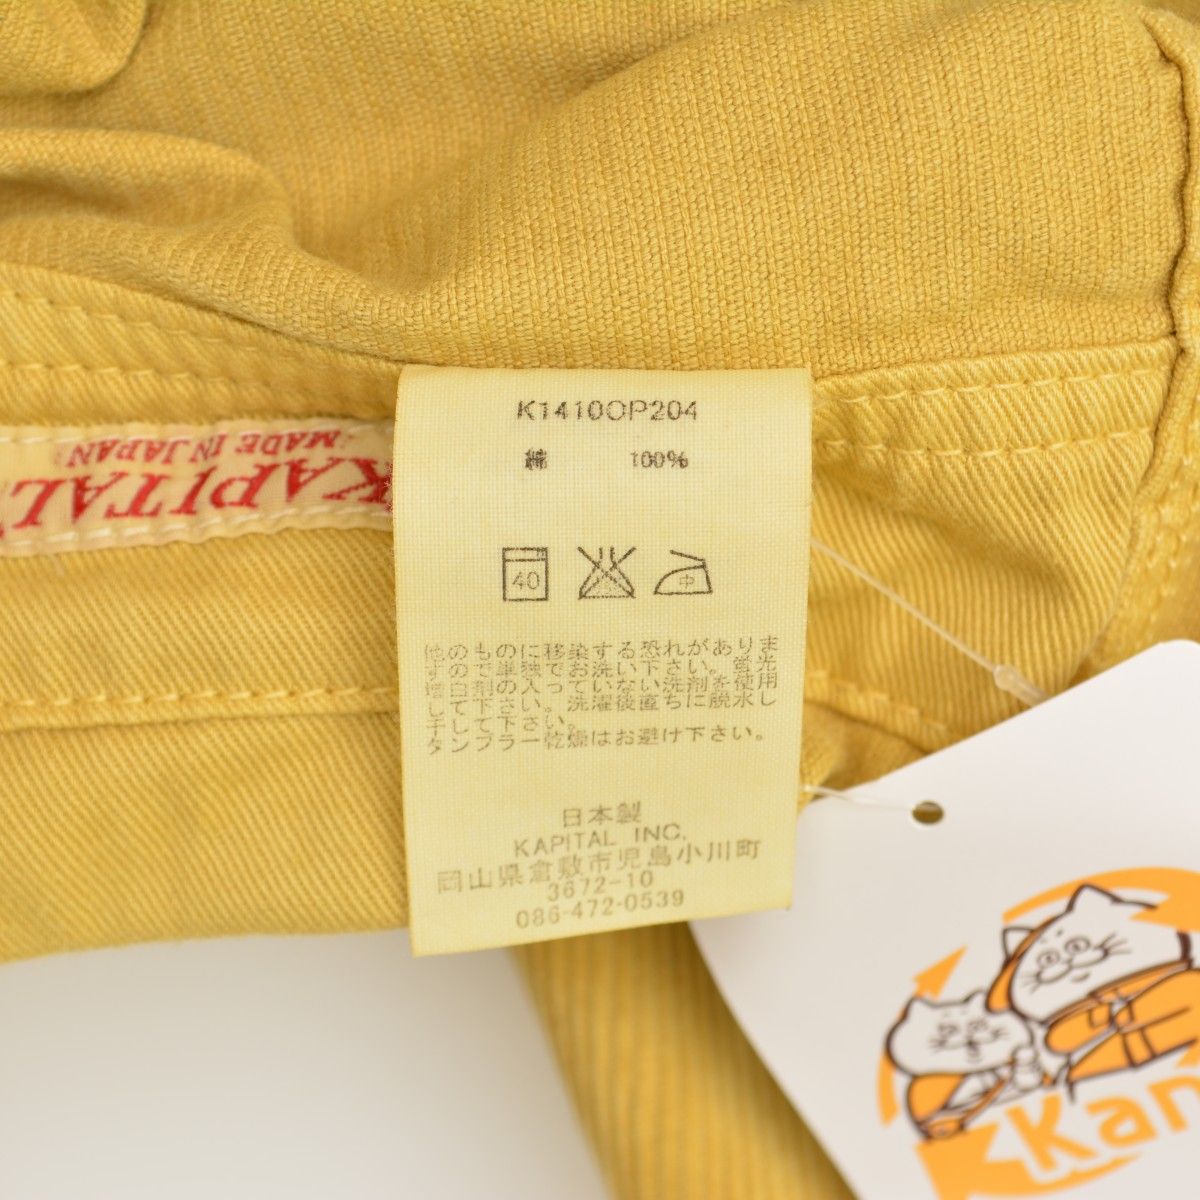 K1410OP204
綿 100%
40
中
他のものに移染する恐れがありま
すので単独でお洗い下さい。蛍光
増白剤の入っていない洗剤を使用
して下さい。洗濯後直ちに脱水し
干して下さい。
タンブラー乾燥はお避け下さい。
日本製
KAPITAL INC.
岡山県倉敷市児島小川町
3672-10
086-472-0539
KAPITAL
MADE IN JAPAN
Kan